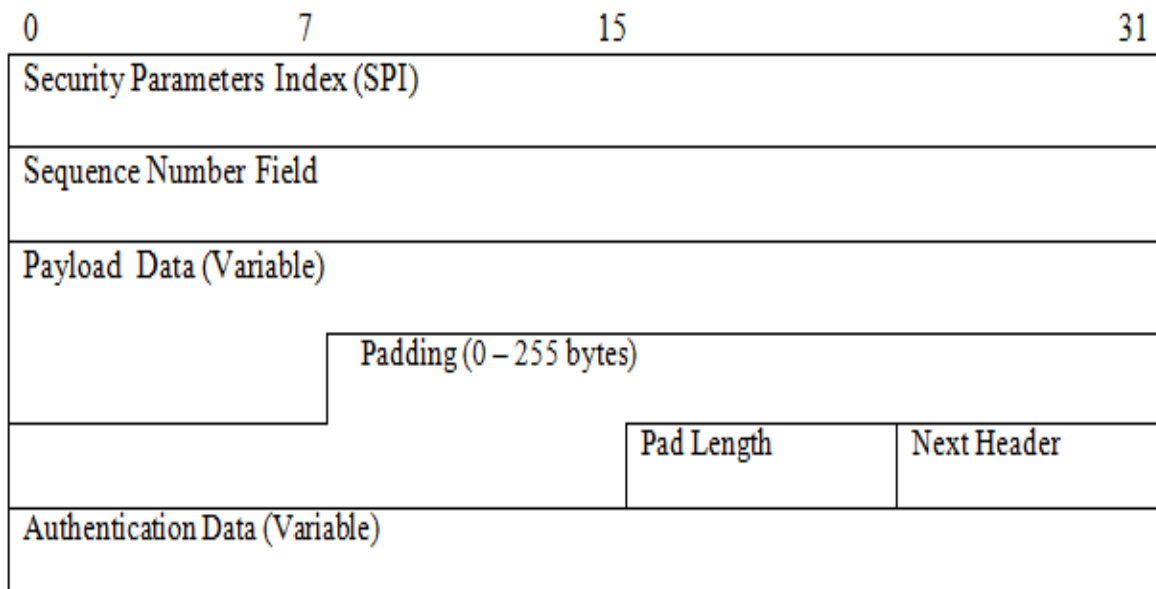 0 7 15 31
Security Parameters Index (SPI)
Sequence Number Field
Payload Data (Variable)
Padding (0 – 255 bytes)
Pad Length Next Header
Authentication Data (Variable)